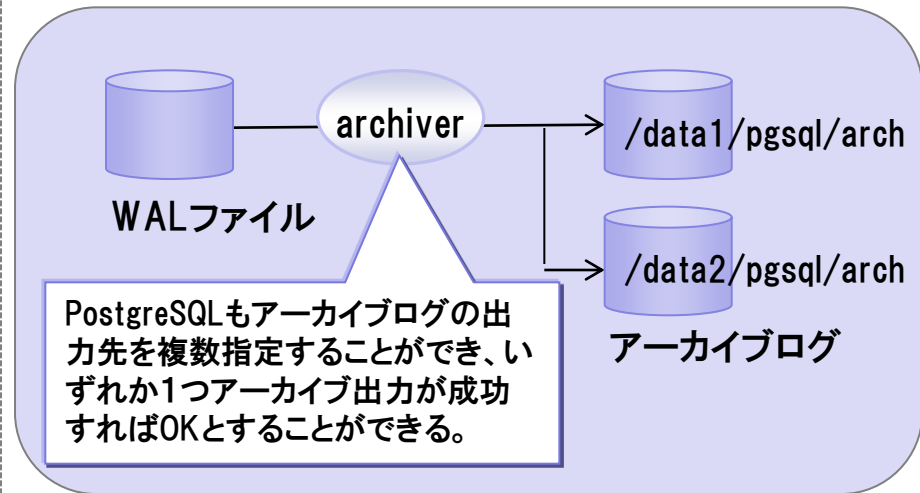 archiver
/data1/pgsql/arch
WALファイル
/data2/pgsql/arch
アーカイブログ
PostgreSQLもアーカイブログの出
力先を複数指定することができ、い
ずれか1つアーカイブ出力が成功
すればOKとすることができる。